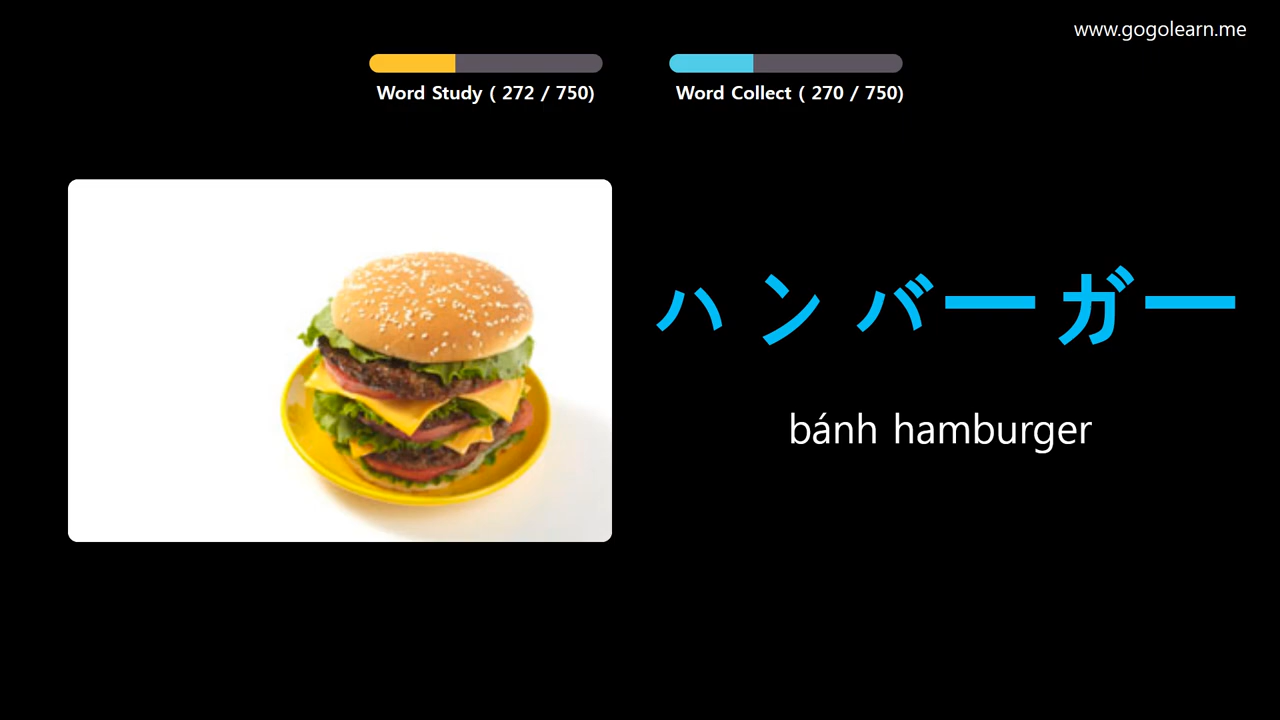 www.gogolearn.me
Word Study ( 272 / 750)
Word Collect ( 270 / 750)
ハンバーガー
bánh hamburger